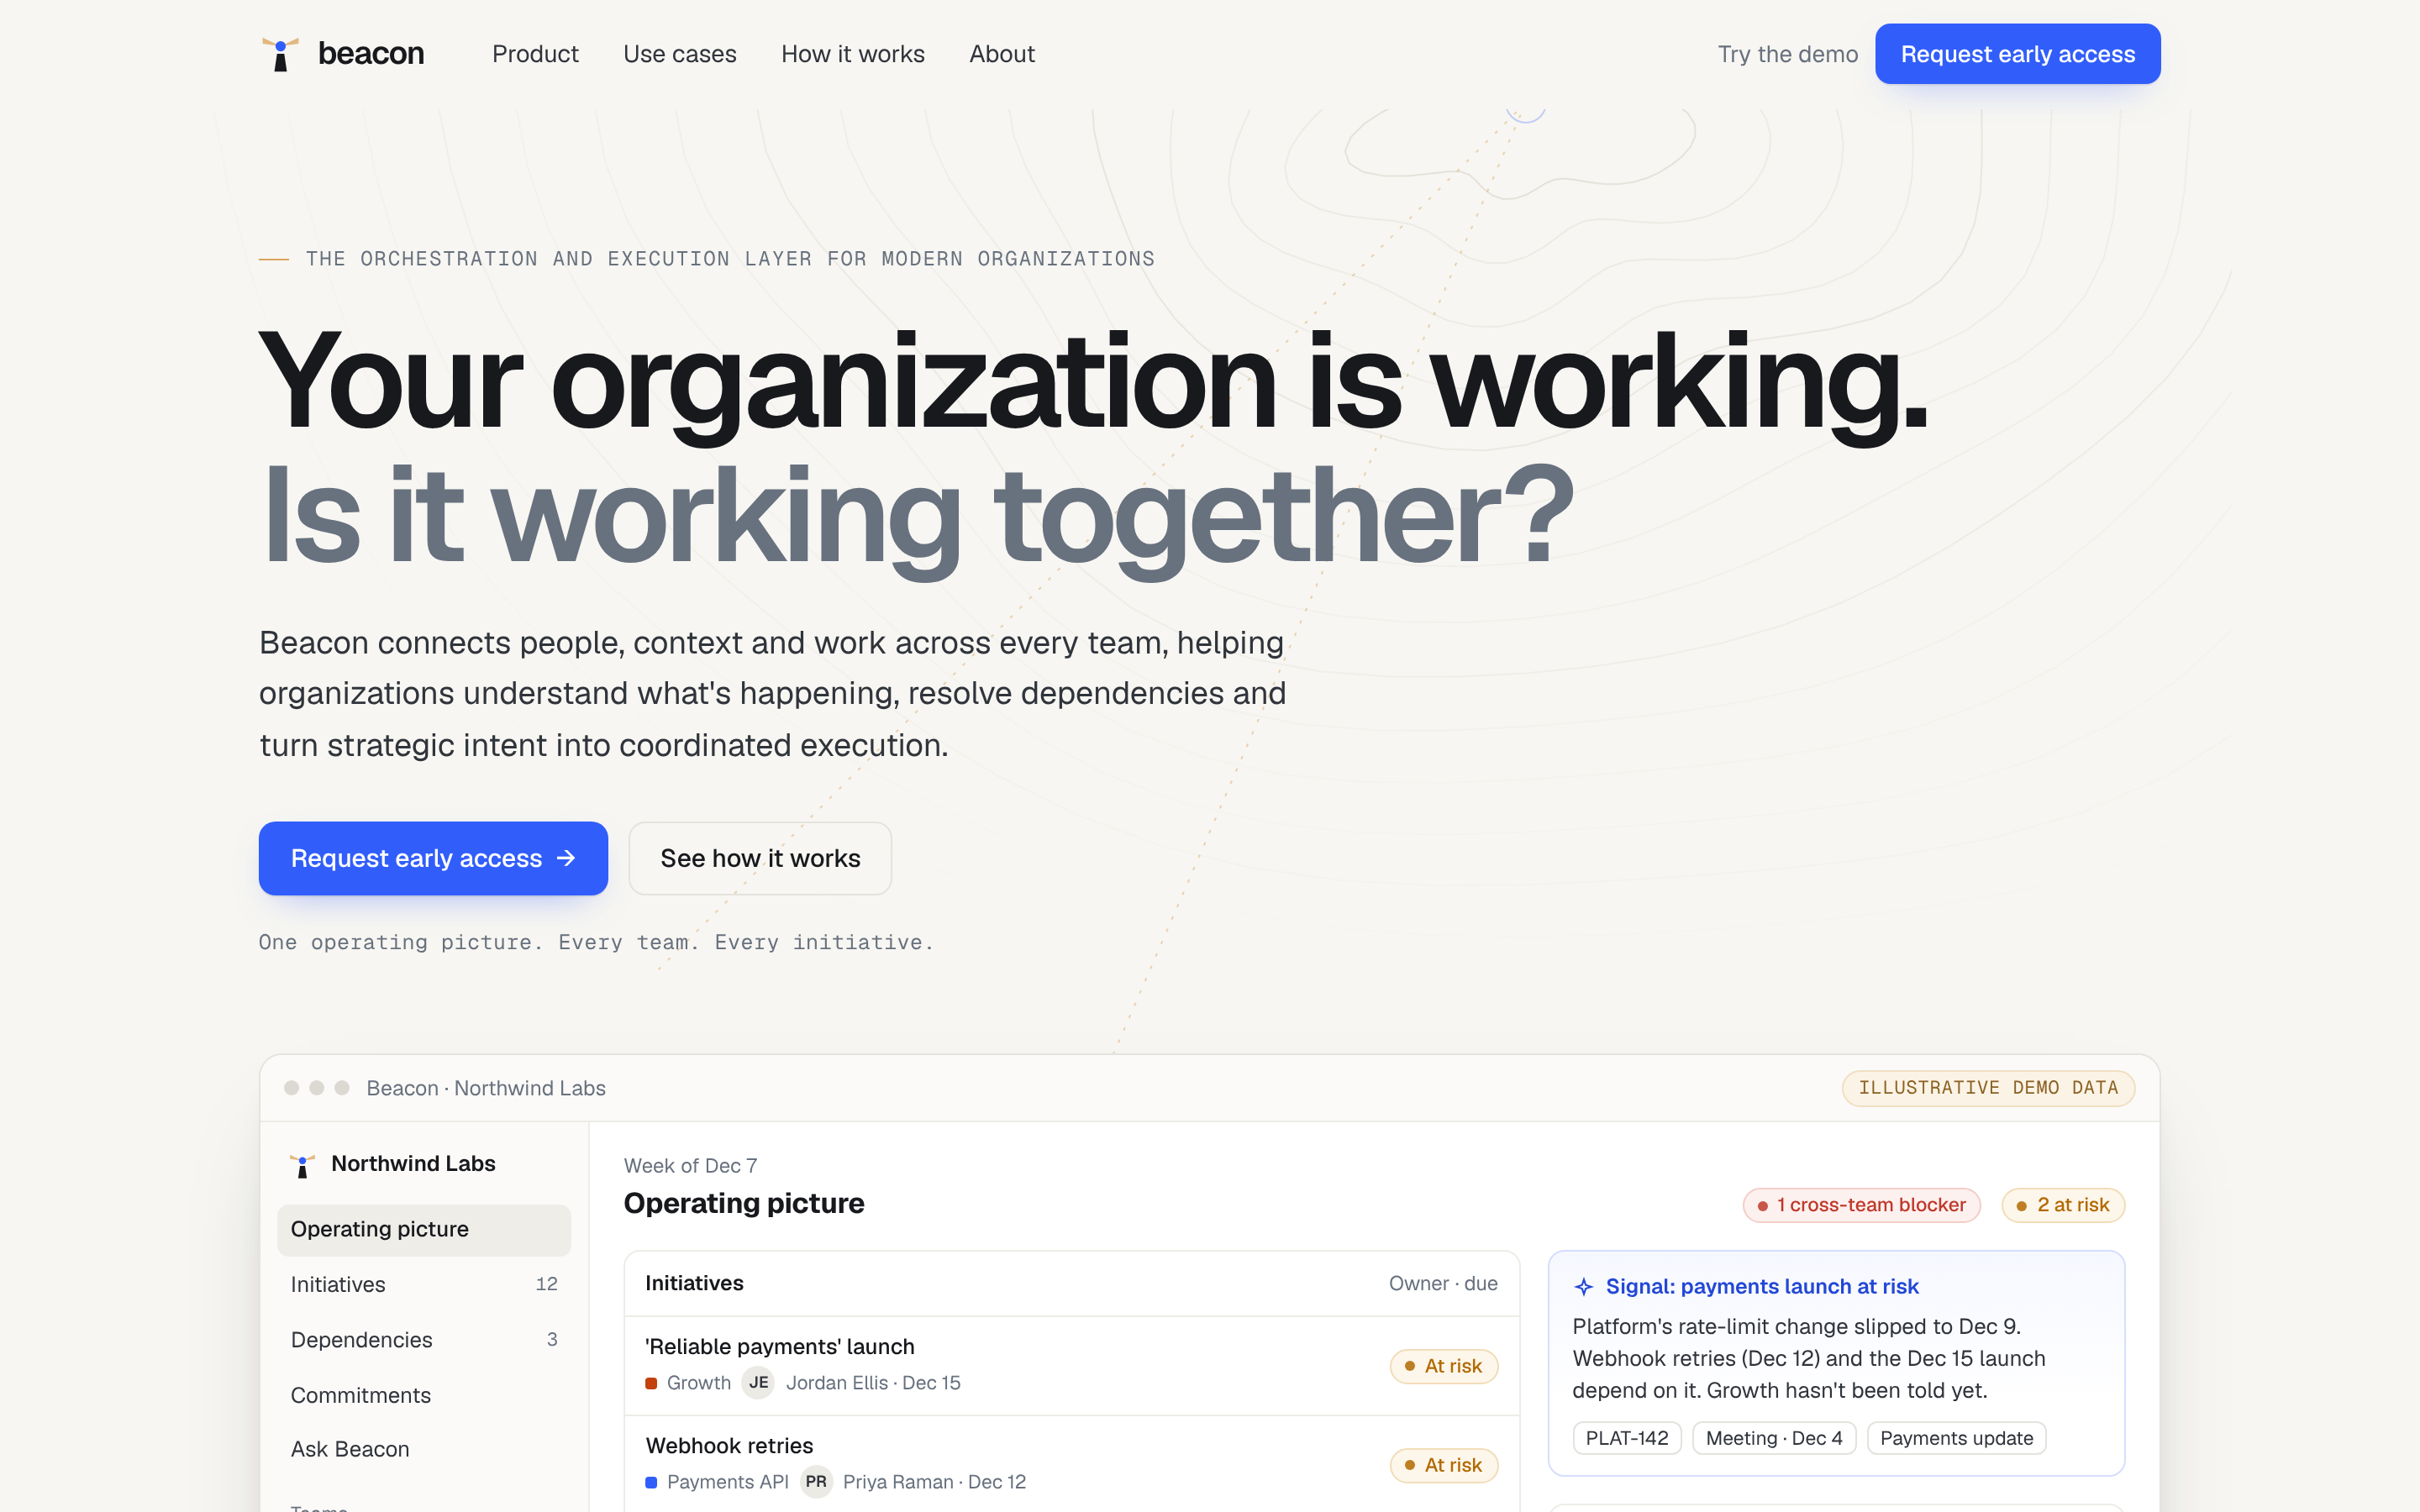 beacon
Product
Use cases
How it works
About
Try the demo
Request early access
THE ORCHESTRATION AND EXECUTION LAYER FOR MODERN ORGANIZATIONS
Your organization is working.
Is it working together?
Beacon connects people, context and work across every team, helping
organizations understand what's happening, resolve dependencies and
turn strategic intent into coordinated execution.
Request early access →
See how it works
One operating picture. Every team. Every initiative.
Beacon · Northwind Labs
ILLUSTRATIVE DEMO DATA
Northwind Labs
Operating picture
Initiatives 12
Dependencies 3
Commitments
Ask Beacon
Week of Dec 7
Operating picture
1 cross-team blocker
2 at risk
Initiatives
Owner · due
'Reliable payments' launch
Growth JE Jordan Ellis · Dec 15
At risk
Webhook retries
Payments API PR Priya Raman · Dec 12
At risk
Signal: payments launch at risk
Platform's rate-limit change slipped to Dec 9.
Webhook retries (Dec 12) and the Dec 15 launch
depend on it. Growth hasn't been told yet.
PLAT-142
Meeting · Dec 4
Payments update